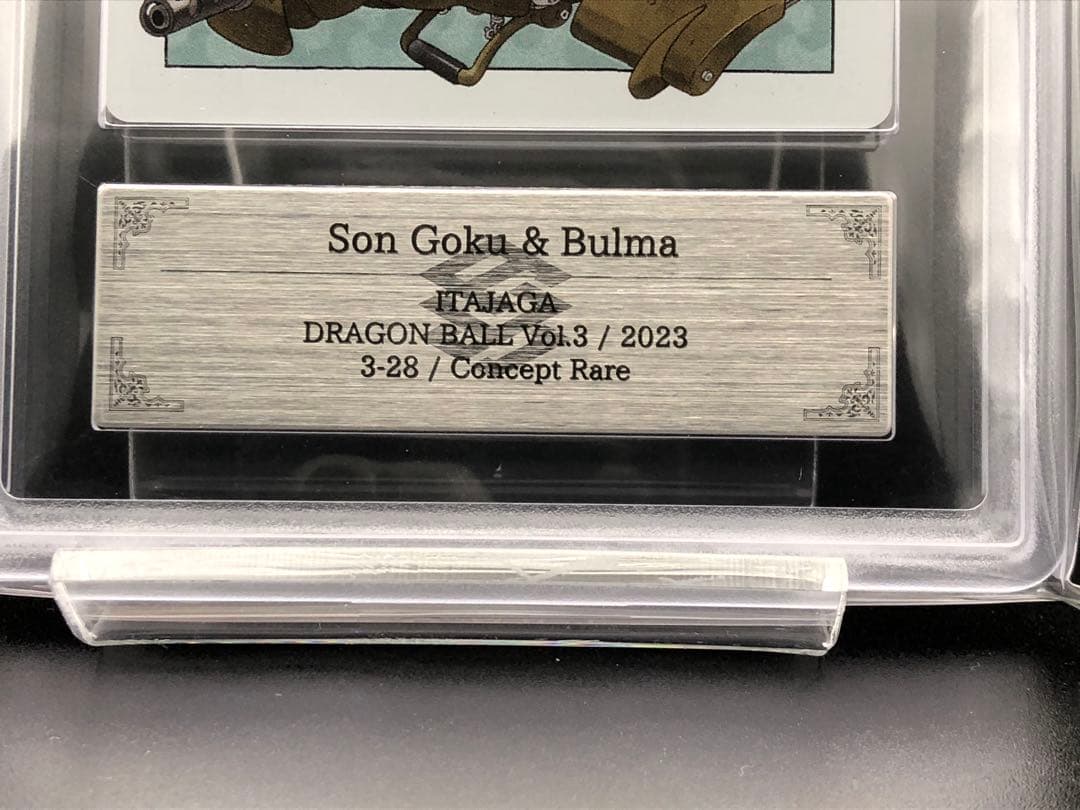 Son Goku & Bulma
ITAJAGA
DRAGON BALL Vol.3 / 2023
3-28 / Concept Rare